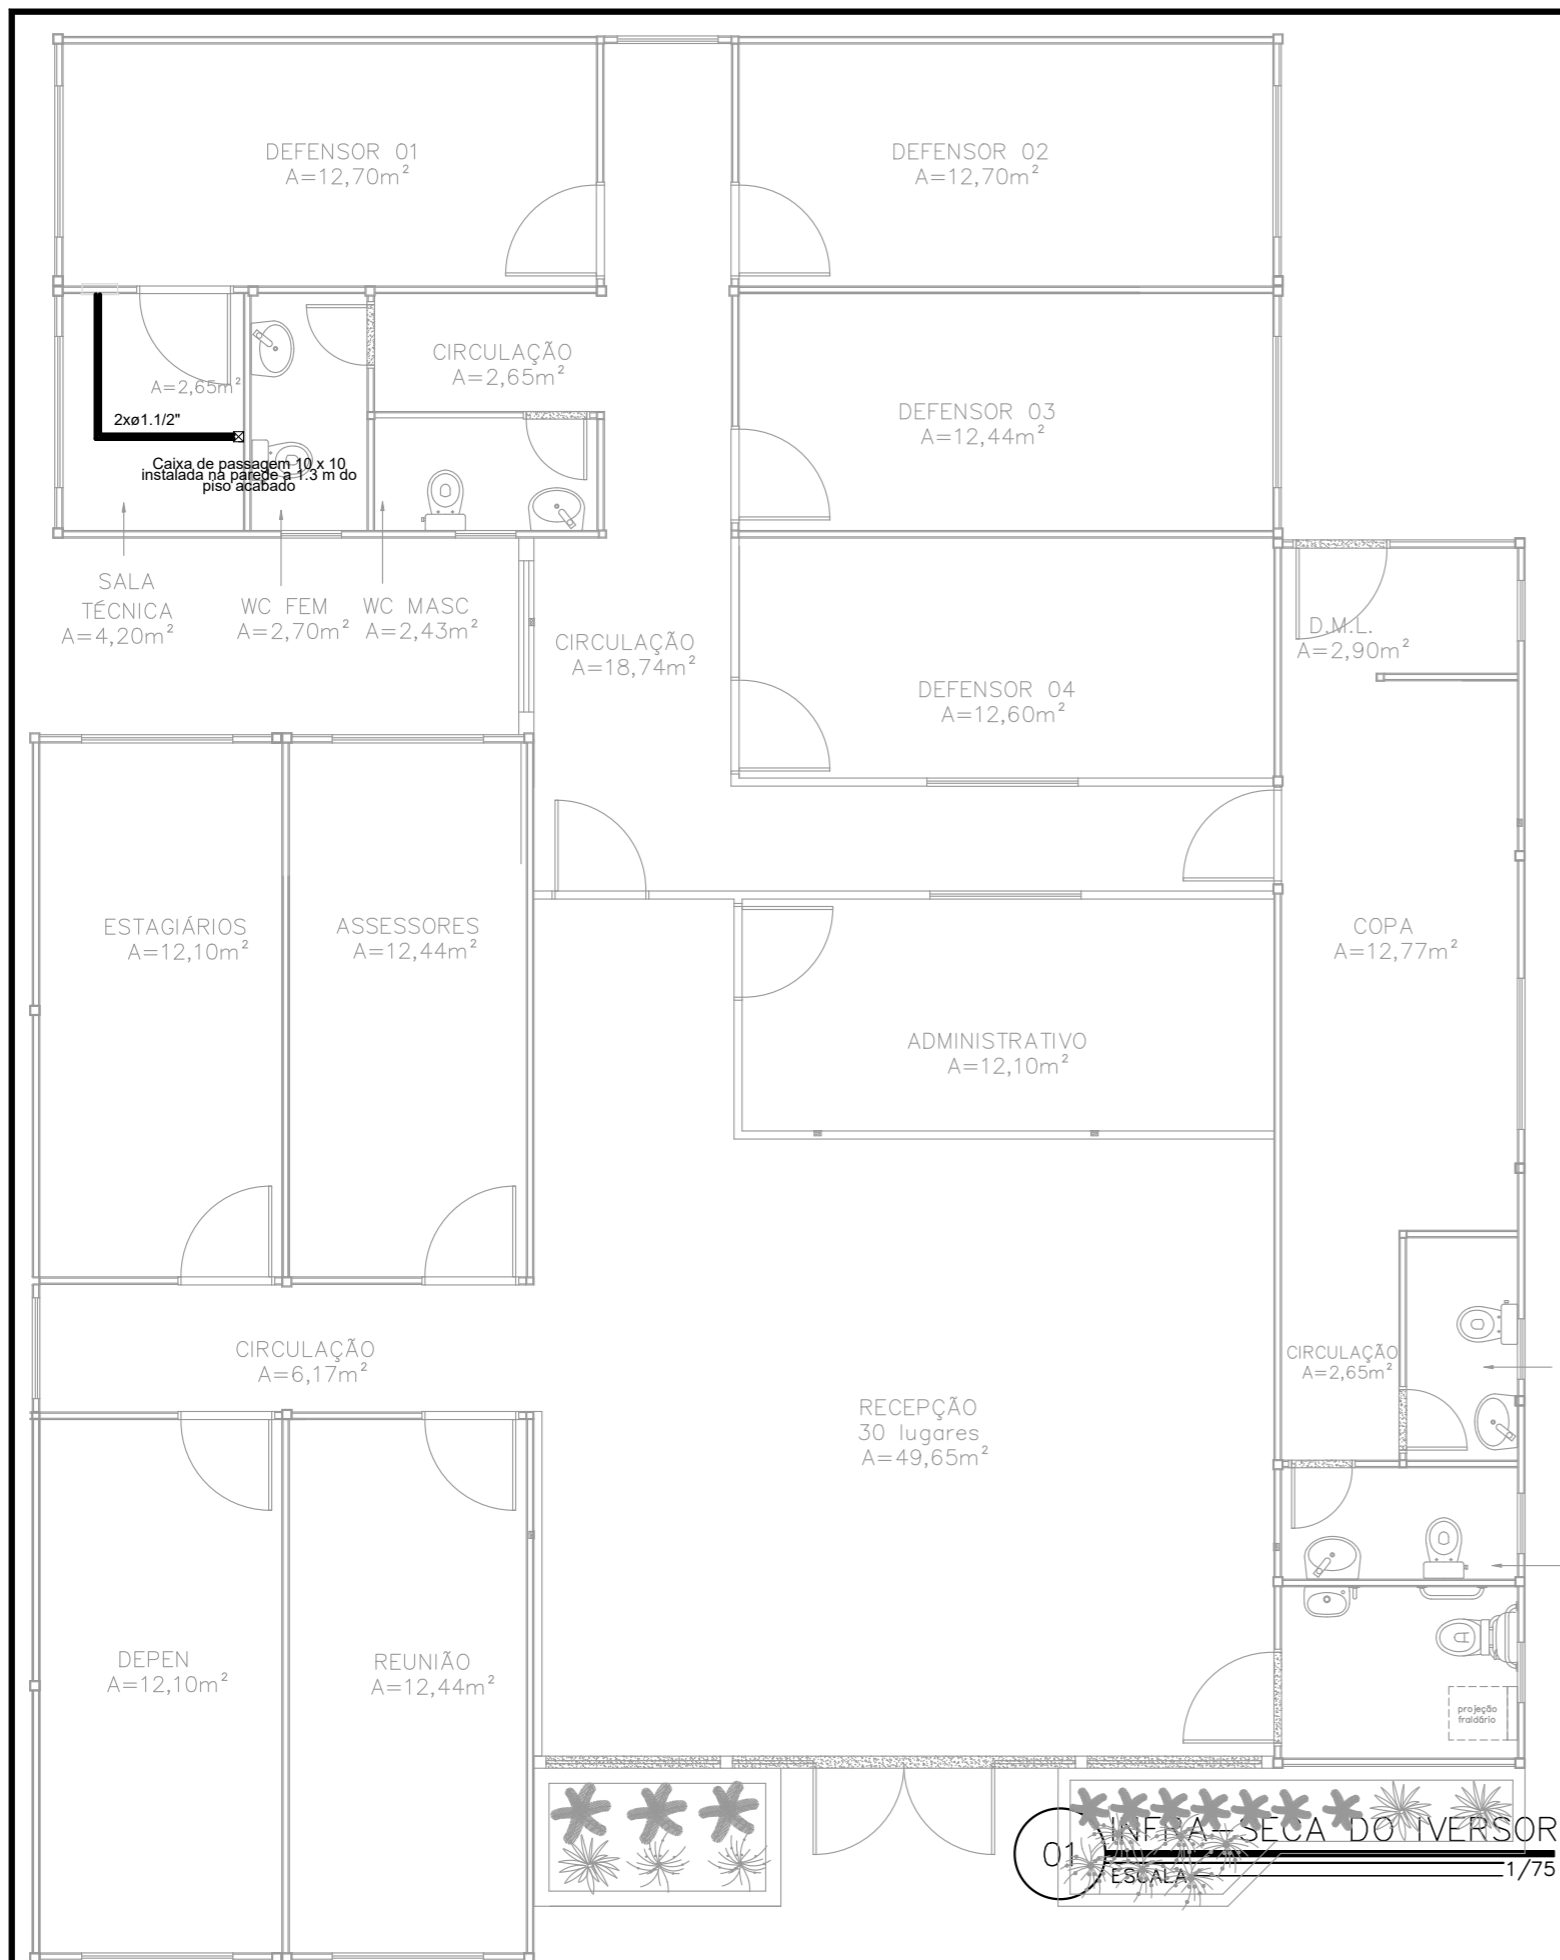 DEFENSOR 01
A=12,70m²
DEFENSOR 02
A=12,70m²
A=2,65m²
2xø1.1/2"
Caixa de passagem 10 x 10
instalada na parede a 1.3 m do
piso acabado
CIRCULAÇÃO
A=2,65m²
DEFENSOR 03
A=12,44m²
SALA
TÉCNICA
A=4,20m²
WC FEM
A=2,70m²
WC MASC
A=2,43m²
CIRCULAÇÃO
A=18,74m²
DEFENSOR 04
A=12,60m²
D.M.L.
A=2,90m²
ESTAGIÁRIOS
A=12,10m²
ASSESSORES
A=12,44m²
COPA
A=12,77m²
ADMINISTRATIVO
A=12,10m²
CIRCULAÇÃO
A=6,17m²
CIRCULAÇÃO
A=2,65m²
RECEPÇÃO
30 lugares
A=49,65m²
DEPEN
A=12,10m²
REUNIÃO
A=12,44m²
projeção
fraldário
01
INFRA-SECA DO IVERSOR
ESCALA
1/75